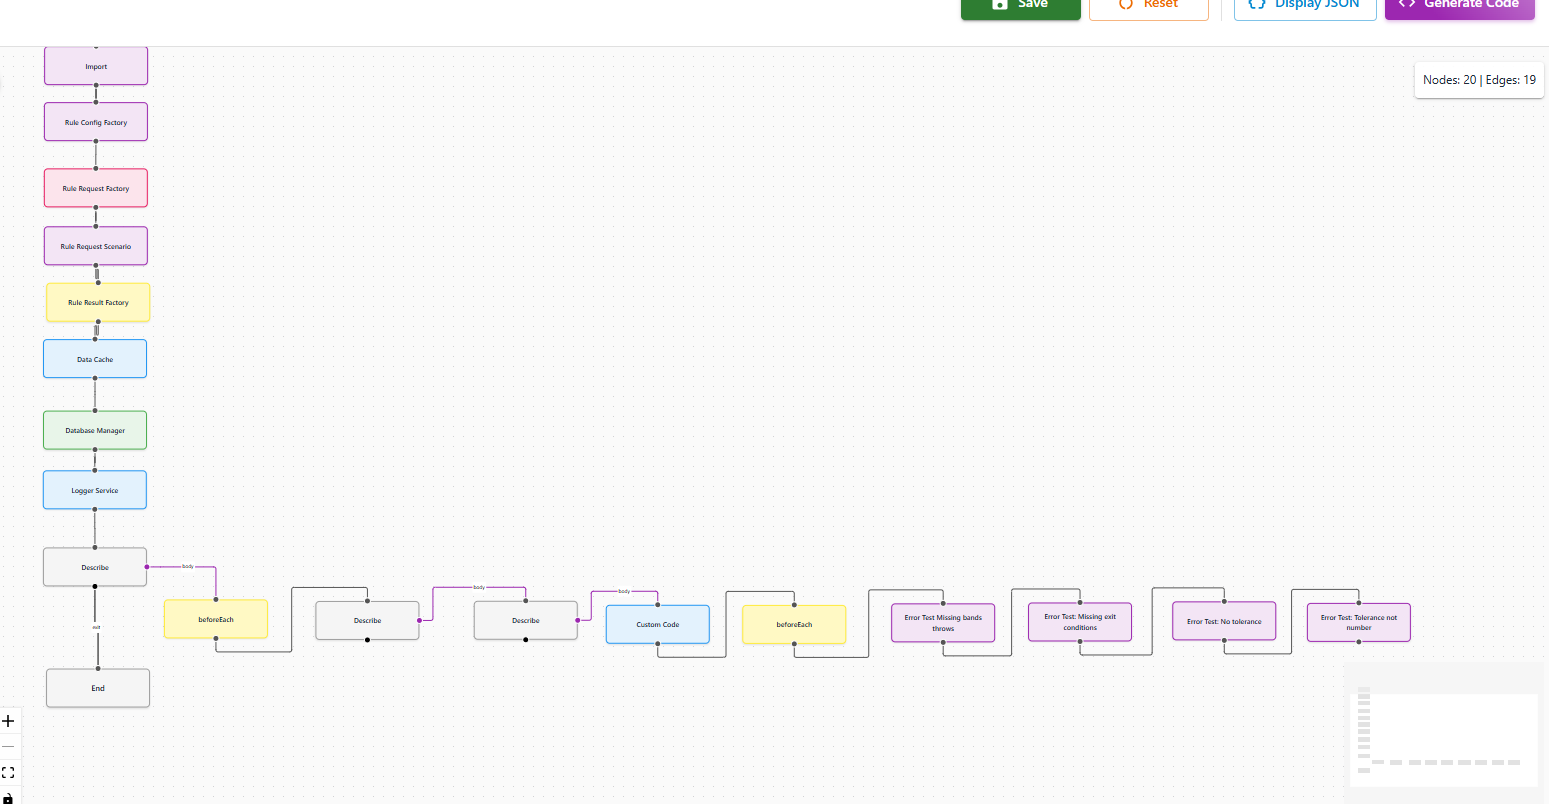 Save
Reset
Display JSON
Generate Code
Nodes: 20 | Edges: 19
Import
Rule Config Factory
Rule Request Factory
Rule Request Scenario
Rule Result Factory
Data Cache
Database Manager
Logger Service
Describe
body
exit
End
beforeEach
Describe
body
Describe
body
Custom Code
beforeEach
Error Test Missing bands
throws
Error Test: Missing exit
conditions
Error Test: No tolerance
Error Test: Tolerance not
number